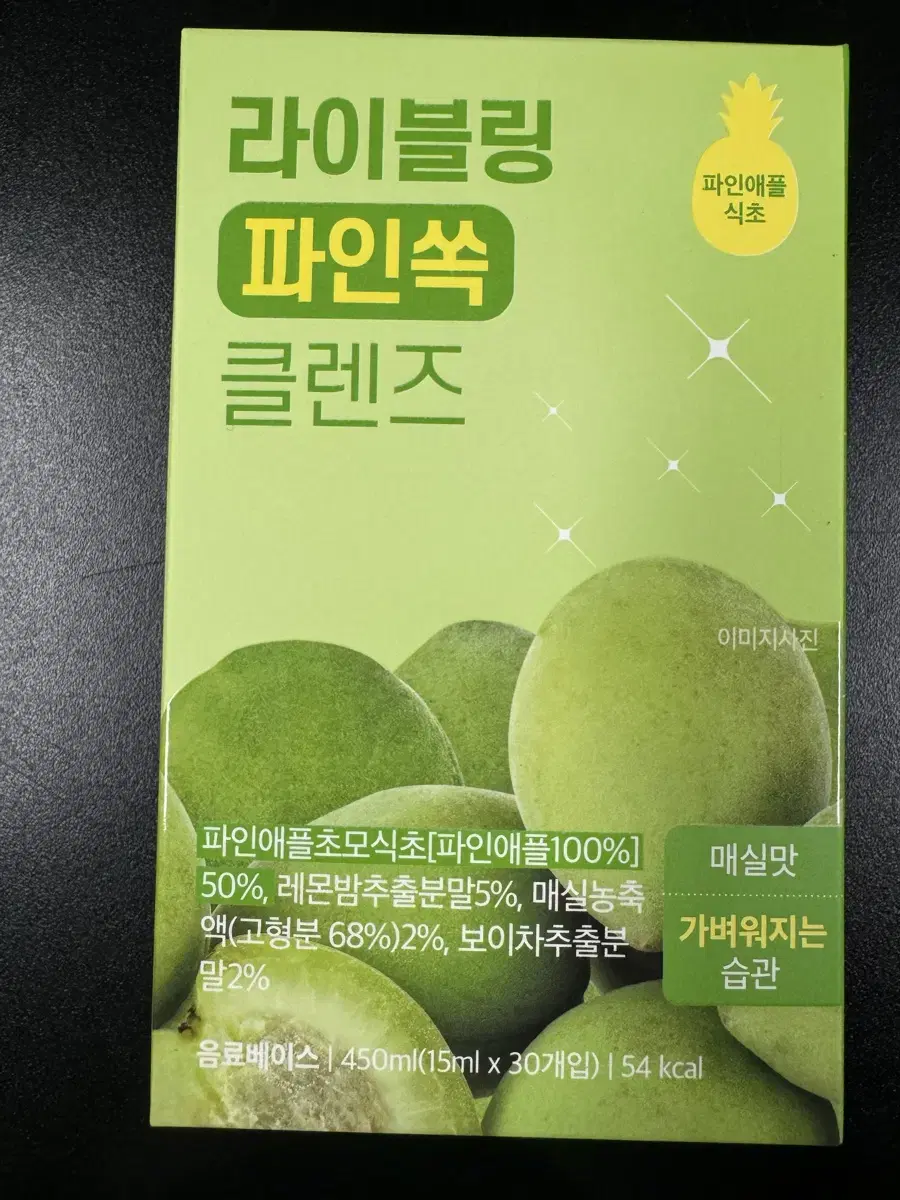 라이블링
파인쏙
클렌즈
파인애플
식초
이미지사진
파인애플초모식초[파인애플100%]
50%, 레몬밤추출분말5%, 매실농축
액(고형분 68%)2%, 보이차추출분
말2%
매실맛
가벼워지는
습관
음료베이스 | 450ml(15ml x 30개입) | 54 kcal